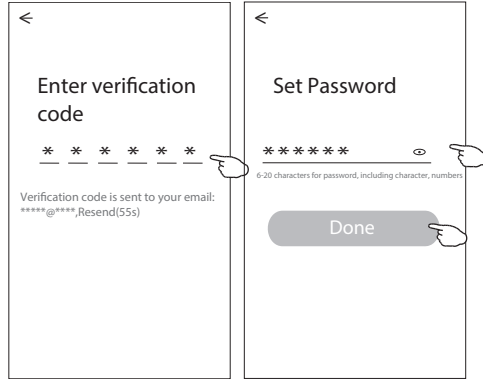 Enter verification
code
* * * * * *
Verification code is sent to your email:
*****@****,Resend(55s)
Set Password
******
6-20 characters for password, including character, numbers
Done